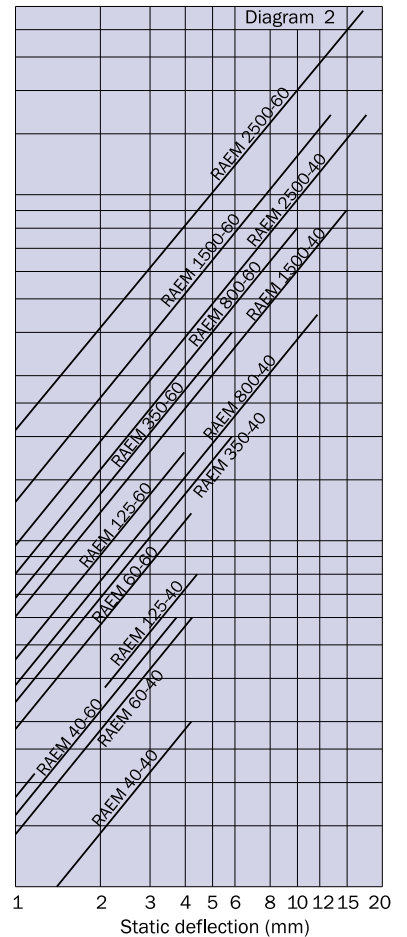 Diagram 2
RAEM 2500-60
RAEM 2500-40
RAEM 1500-60
RAEM 1500-40
RAEM 800-60
RAEM 350-60
RAEM 800-40
RAEM 350-40
RAEM 125-60
RAEM 60-60
RAEM 125-40
RAEM 40-60
RAEM 60-40
RAEM 40-40
1 2 3 4 5 6 8 10 12 15 20
Static deflection (mm)